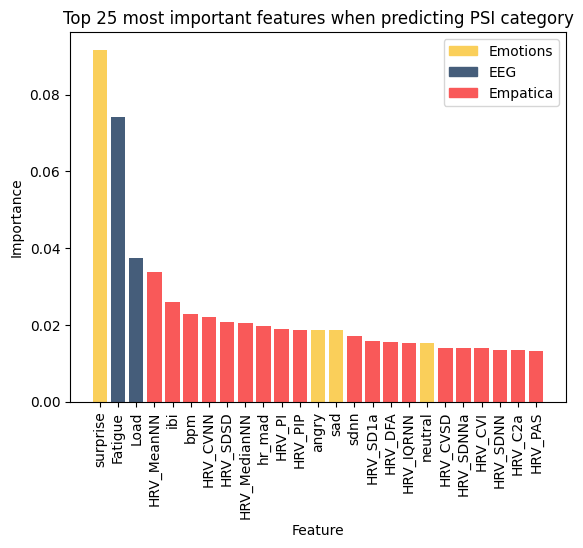 Top 25 most important features when predicting PSI category
Emotions
EEG
Empatica
Importance
0.08
0.06
0.04
0.02
0.00
surprise
Fatigue
Load
HRV_MeanNN
ibi
bpm
HRV_CVNN
HRV_SDSD
HRV_MedianNN
hr_mad
HRV_PI
HRV_PIP
angry
sad
sdnn
HRV_SD1a
HRV_DFA
HRV_IQRNN
neutral
HRV_CVSD
HRV_SDNNa
HRV_CVI
HRV_SDNN
HRV_C2a
HRV_PAS
Feature